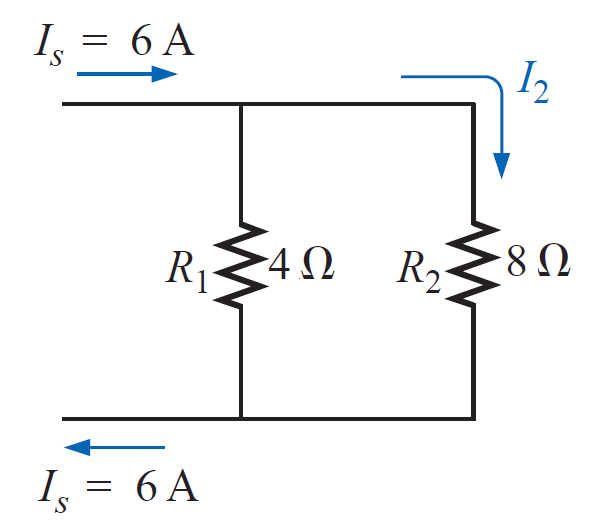 Is = 6 A
I2
R1
4 Ω
R2
8 Ω
Is = 6 A